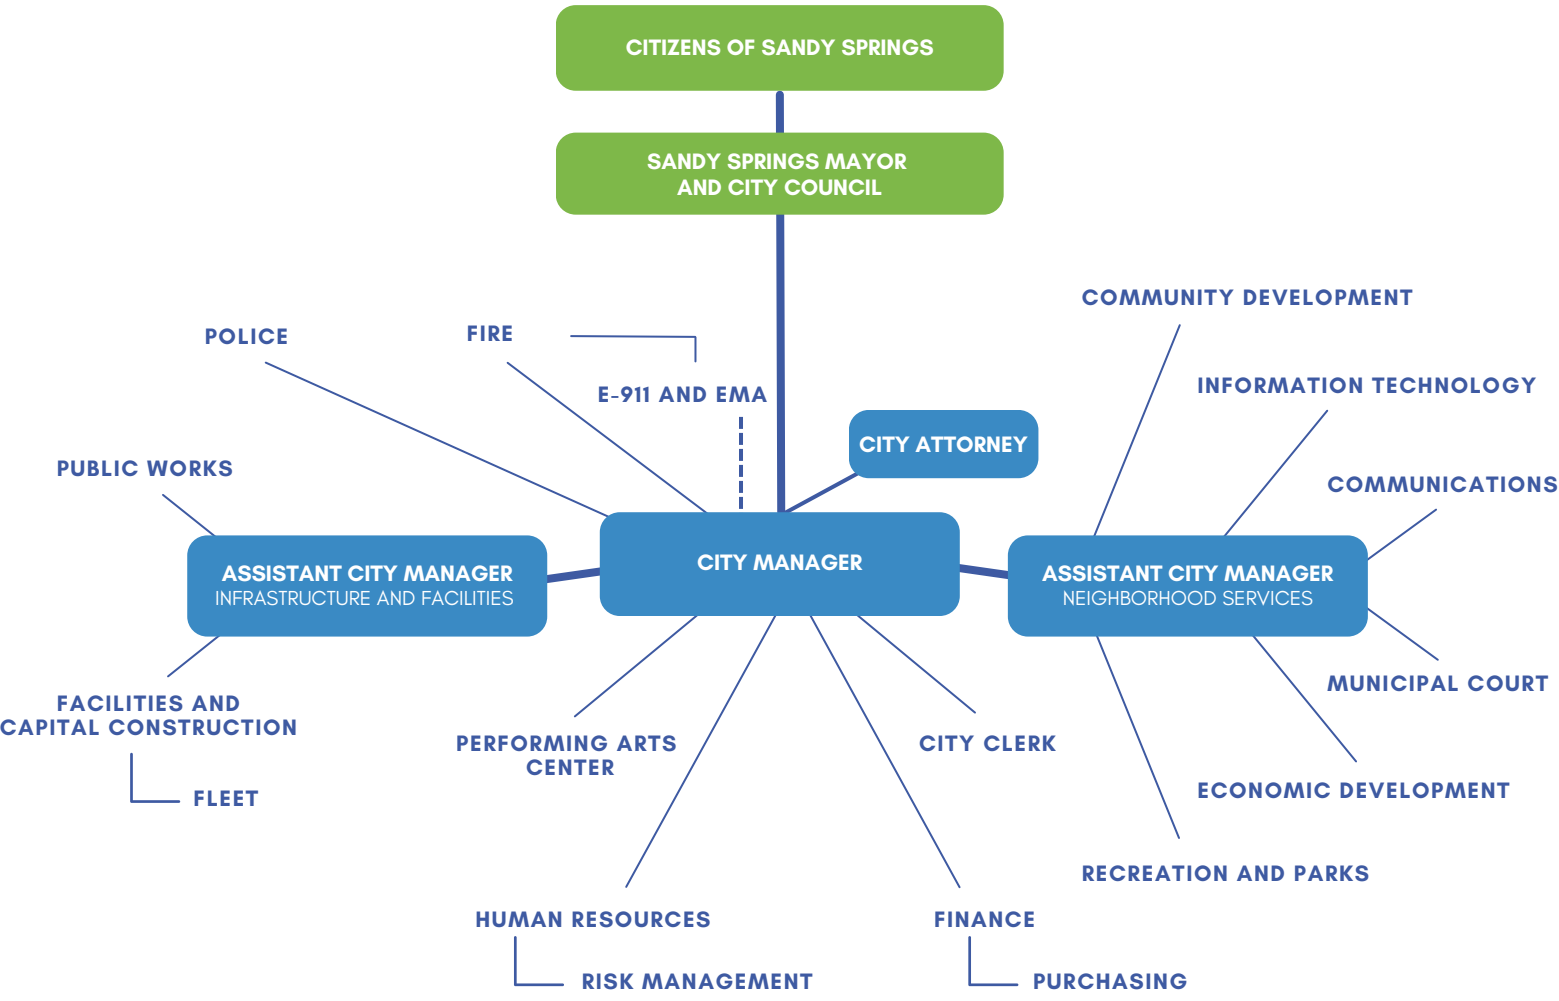 CITIZENS OF SANDY SPRINGS
SANDY SPRINGS MAYOR
AND CITY COUNCIL
COMMUNITY DEVELOPMENT
POLICE
FIRE
INFORMATION TECHNOLOGY
E-911 AND EMA
CITY ATTORNEY
PUBLIC WORKS
COMMUNICATIONS
ASSISTANT CITY MANAGER
INFRASTRUCTURE AND FACILITIES
CITY MANAGER
ASSISTANT CITY MANAGER
NEIGHBORHOOD SERVICES
FACILITIES AND
CAPITAL CONSTRUCTION
FLEET
PERFORMING ARTS
CENTER
CITY CLERK
MUNICIPAL COURT
ECONOMIC DEVELOPMENT
RECREATION AND PARKS
HUMAN RESOURCES
RISK MANAGEMENT
FINANCE
PURCHASING